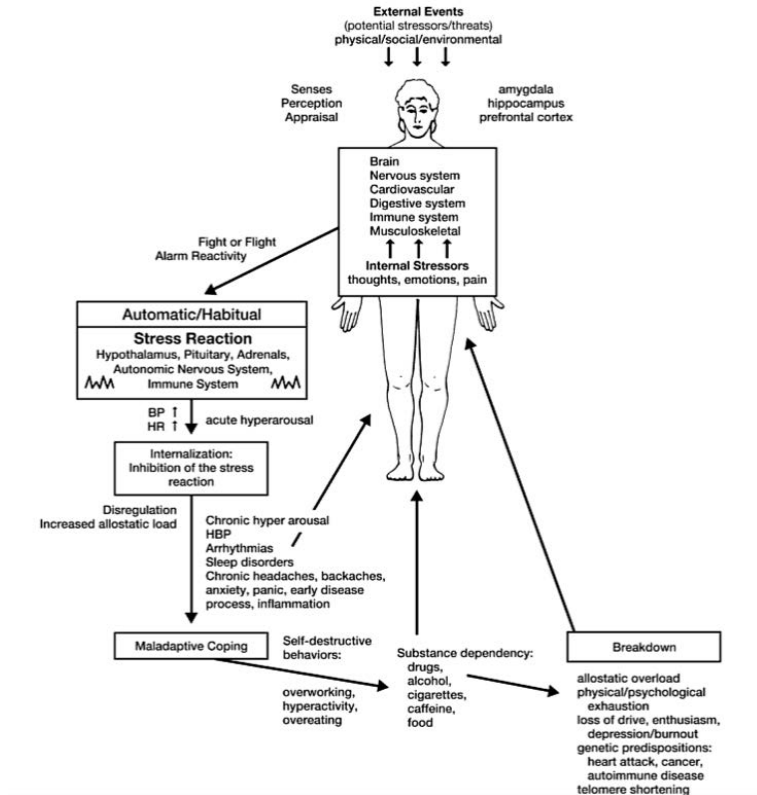 External Events
(potential stressors/threats)
physical/social/environmental
Senses
Perception
Appraisal
amygdala
hippocampus
prefrontal cortex
Brain
Nervous system
Cardiovascular
Digestive system
Immune system
Musculoskeletal
Internal Stressors
thoughts, emotions, pain
Fight or Flight
Alarm Reactivity
Automatic/Habitual
Stress Reaction
Hypothalamus, Pituitary, Adrenals,
Autonomic Nervous System,
Immune System
BP ↑
HR ↑
acute hyperarousal
Internalization:
Inhibition of the stress
reaction
Disregulation
Increased allostatic load
Chronic hyper arousal
HBP
Arrhythmias
Sleep disorders
Chronic headaches, backaches,
anxiety, panic, early disease
process, inflammation
Maladaptive Coping
Self-destructive
behaviors:
overworking,
hyperactivity,
overeating
Substance dependency:
drugs,
alcohol,
cigarettes,
caffeine,
food
Breakdown
allostatic overload
physical/psychological
exhaustion
loss of drive, enthusiasm,
depression/burnout
genetic predispositions:
heart attack, cancer,
autoimmune disease
telomere shortening